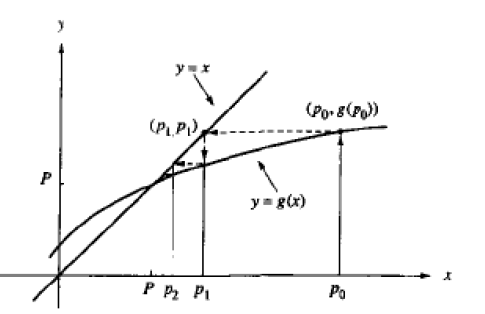 y
y = x
(p₁, p₁)
(p₀, g(p₀))
P
y = g(x)
x
P p₂ p₁ p₀